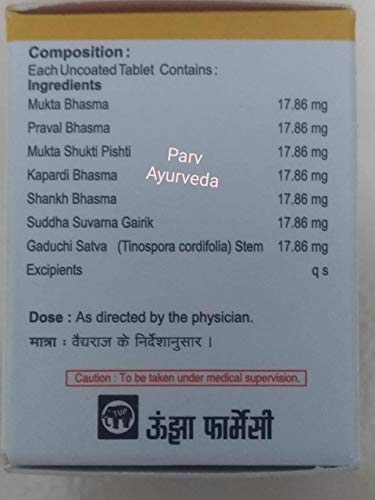 Composition :
Each Uncoated Tablet Contains :
Ingredients
Mukta Bhasma 17.86 mg
Praval Bhasma 17.86 mg
Mukta Shukti Pishti 17.86 mg
Parv
Ayurveda
Kapardi Bhasma 17.86 mg
Shankh Bhasma 17.86 mg
Suddha Suvarna Gairik 17.86 mg
Gaduchi Satva (Tinospora cordifolia) Stem 17.86 mg
Excipients q s
Dose : As directed by the physician.
मात्रा : वैद्यराज के निर्देशानुसार ।
Caution : To be taken under medical supervision.
TUP
ऊंझा फार्मेसी